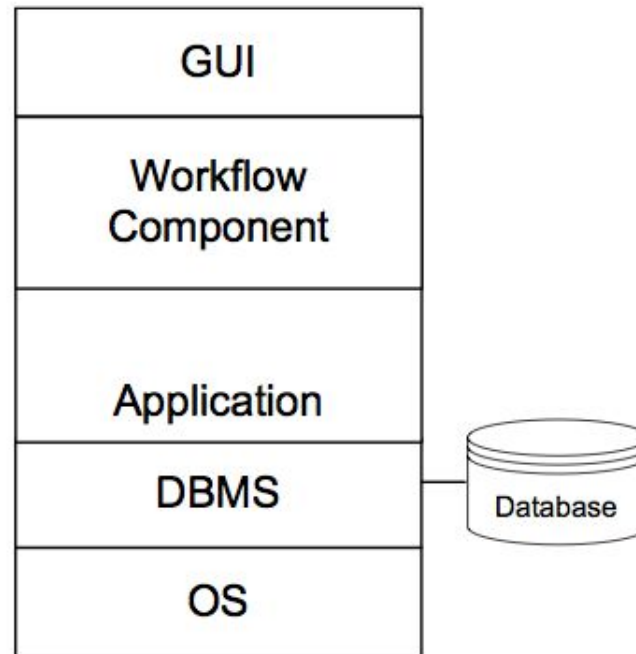 GUI
Workflow
Component
Application
DBMS
Database
OS